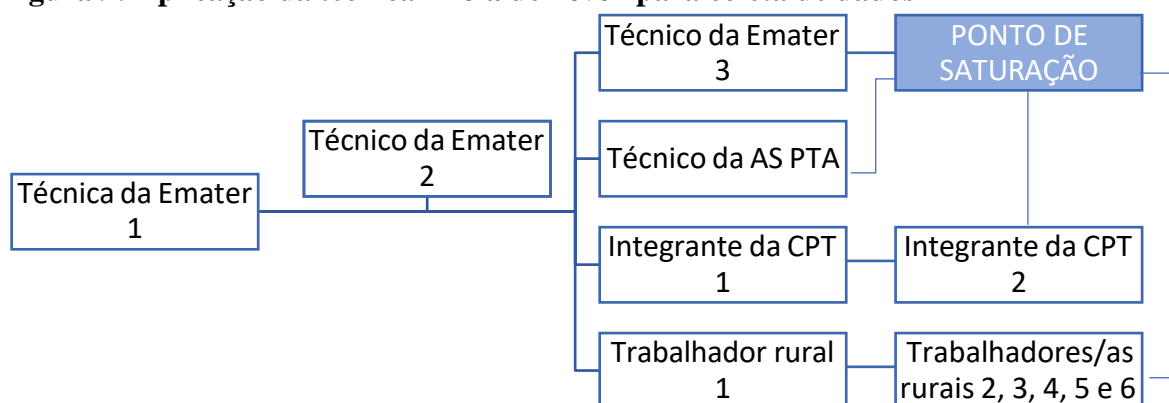 Técnico da Emater
3
PONTO DE
SATURAÇÃO
Técnico da Emater
2
Técnico da AS PTA
Técnica da Emater
1
Integrante da CPT
1
Integrante da CPT
2
Trabalhador rural
1
Trabalhadores/as
rurais 2, 3, 4, 5 e 6